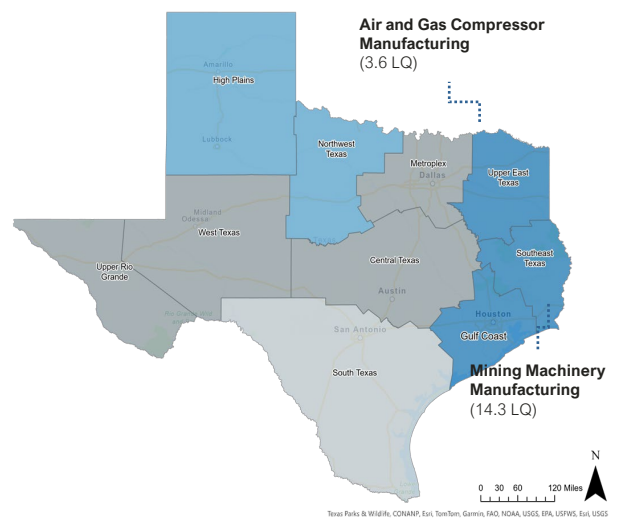 Air and Gas Compressor
Manufacturing
(3.6 LQ)
Amarillo
High Plains
Lubbock
Northwest
Texas
Metroplex
Dallas
Upper East
Texas
Midland
Odessa
West Texas
Upper Rio
Grande
Central Texas
Austin
Southeast
Texas
Houston
Gulf Coast
San Antonio
South Texas
Mining Machinery
Manufacturing
(14.3 LQ)
N
0 30 60 120 Miles
Texas Parks & Wildlife, CONANP, Esri, TomTom, Garmin, FAO, NOAA, USGS, EPA, USFWS, Esri, USGS